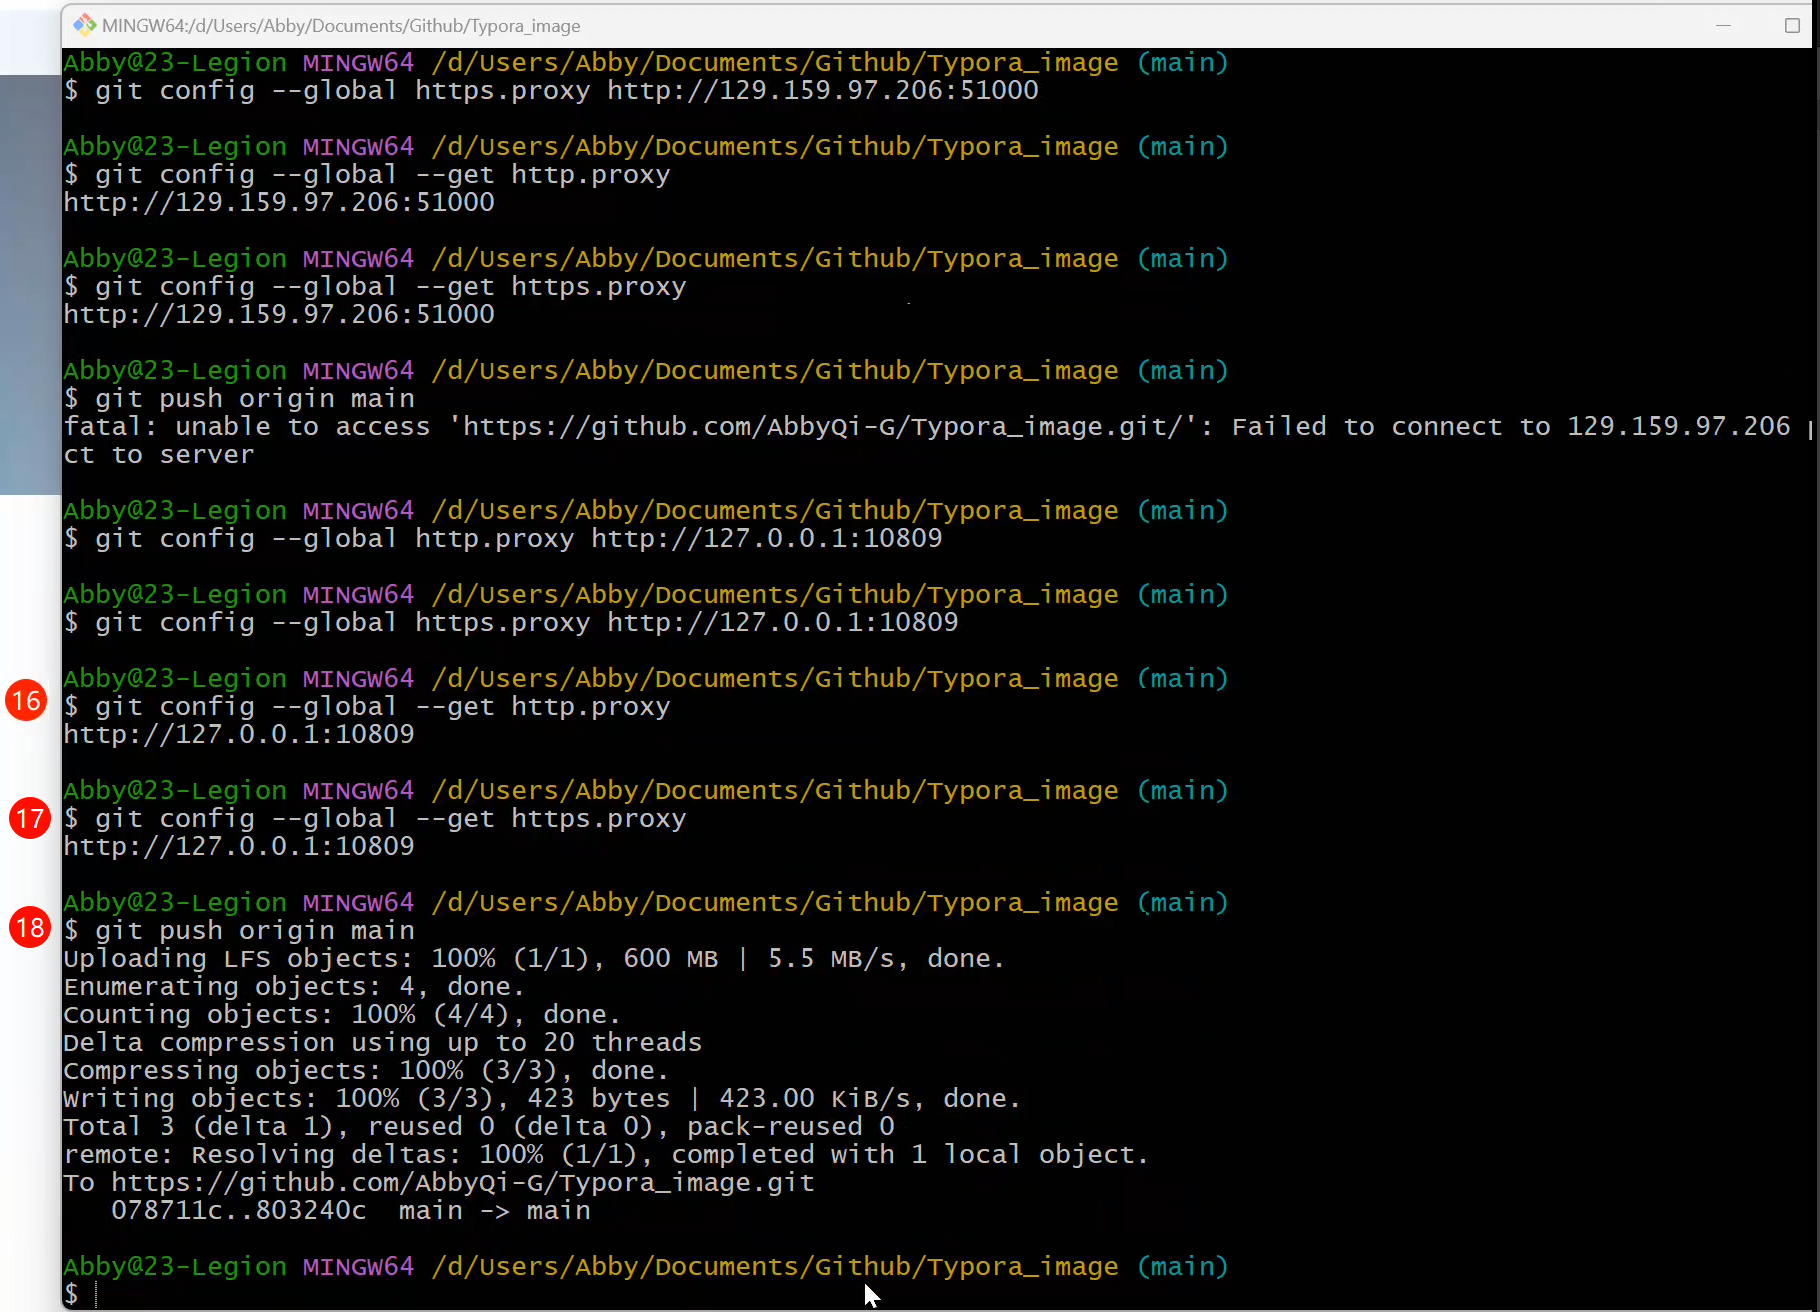 MINGW64:/d/Users/Abby/Documents/Github/Typora_image
Abby@23-Legion MINGW64 /d/Users/Abby/Documents/Github/Typora_image (main)
$ git config --global https.proxy http://129.159.97.206:51000
Abby@23-Legion MINGW64 /d/Users/Abby/Documents/Github/Typora_image (main)
$ git config --global --get http.proxy
http://129.159.97.206:51000
Abby@23-Legion MINGW64 /d/Users/Abby/Documents/Github/Typora_image (main)
$ git config --global --get https.proxy
http://129.159.97.206:51000
Abby@23-Legion MINGW64 /d/Users/Abby/Documents/Github/Typora_image (main)
$ git push origin main
fatal: unable to access 'https://github.com/AbbyQi-G/Typora_image.git/': Failed to connect to 129.159.97.206
ct to server
Abby@23-Legion MINGW64 /d/Users/Abby/Documents/Github/Typora_image (main)
$ git config --global http.proxy http://127.0.0.1:10809
Abby@23-Legion MINGW64 /d/Users/Abby/Documents/Github/Typora_image (main)
$ git config --global https.proxy http://127.0.0.1:10809
Abby@23-Legion MINGW64 /d/Users/Abby/Documents/Github/Typora_image (main)
16 $ git config --global --get http.proxy
http://127.0.0.1:10809
Abby@23-Legion MINGW64 /d/Users/Abby/Documents/Github/Typora_image (main)
17 $ git config --global --get https.proxy
http://127.0.0.1:10809
Abby@23-Legion MINGW64 /d/Users/Abby/Documents/Github/Typora_image (main)
18 $ git push origin main
Uploading LFS objects: 100% (1/1), 600 MB | 5.5 MB/s, done.
Enumerating objects: 4, done.
Counting objects: 100% (4/4), done.
Delta compression using up to 20 threads
Compressing objects: 100% (3/3), done.
Writing objects: 100% (3/3), 423 bytes | 423.00 KiB/s, done.
Total 3 (delta 1), reused 0 (delta 0), pack-reused 0
remote: Resolving deltas: 100% (1/1), completed with 1 local object.
To https://github.com/AbbyQi-G/Typora_image.git
   078711c..803240c  main -> main
Abby@23-Legion MINGW64 /d/Users/Abby/Documents/Github/Typora_image (main)
$